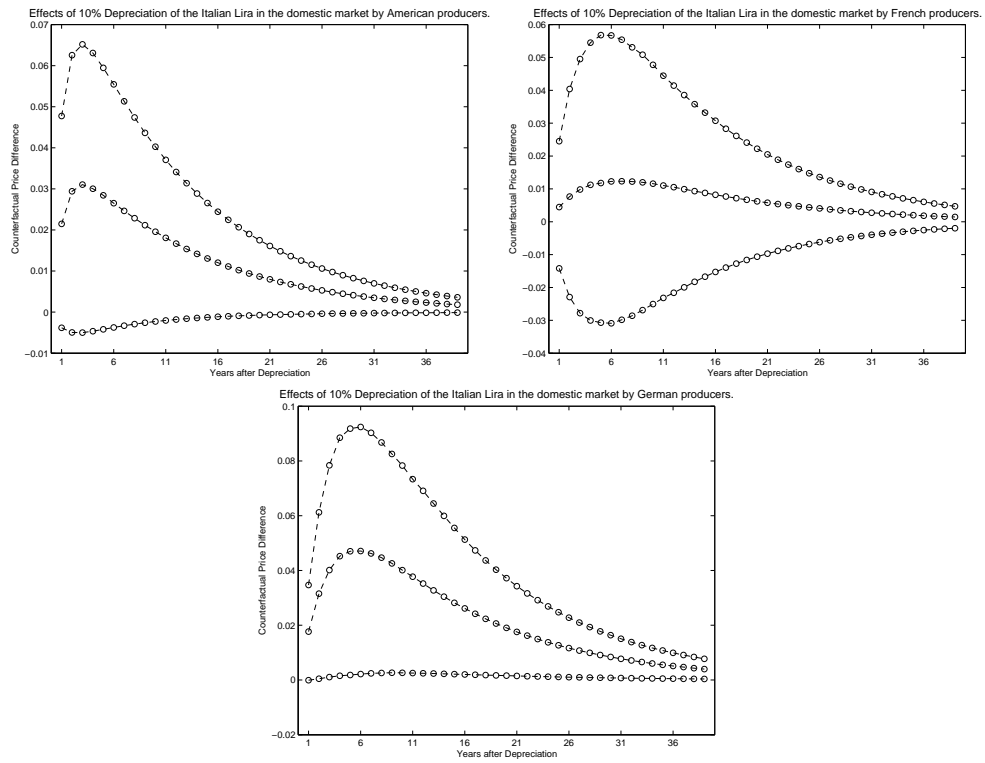 Effects of 10% Depreciation of the Italian Lira in the domestic market by American producers.
0.07
0.06
0.05
0.04
0.03
0.02
0.01
0
−0.01
Counterfactual Price Difference
1 6 11 16 21 26 31 36
Years after Depreciation
Effects of 10% Depreciation of the Italian Lira in the domestic market by French producers.
0.06
0.05
0.04
0.03
0.02
0.01
0
−0.01
−0.02
−0.03
−0.04
Counterfactual Price Difference
1 6 11 16 21 26 31 36
Years after Depreciation
Effects of 10% Depreciation of the Italian Lira in the domestic market by German producers.
0.1
0.08
0.06
0.04
0.02
0
−0.02
Counterfactual Price Difference
1 6 11 16 21 26 31 36
Years after Depreciation